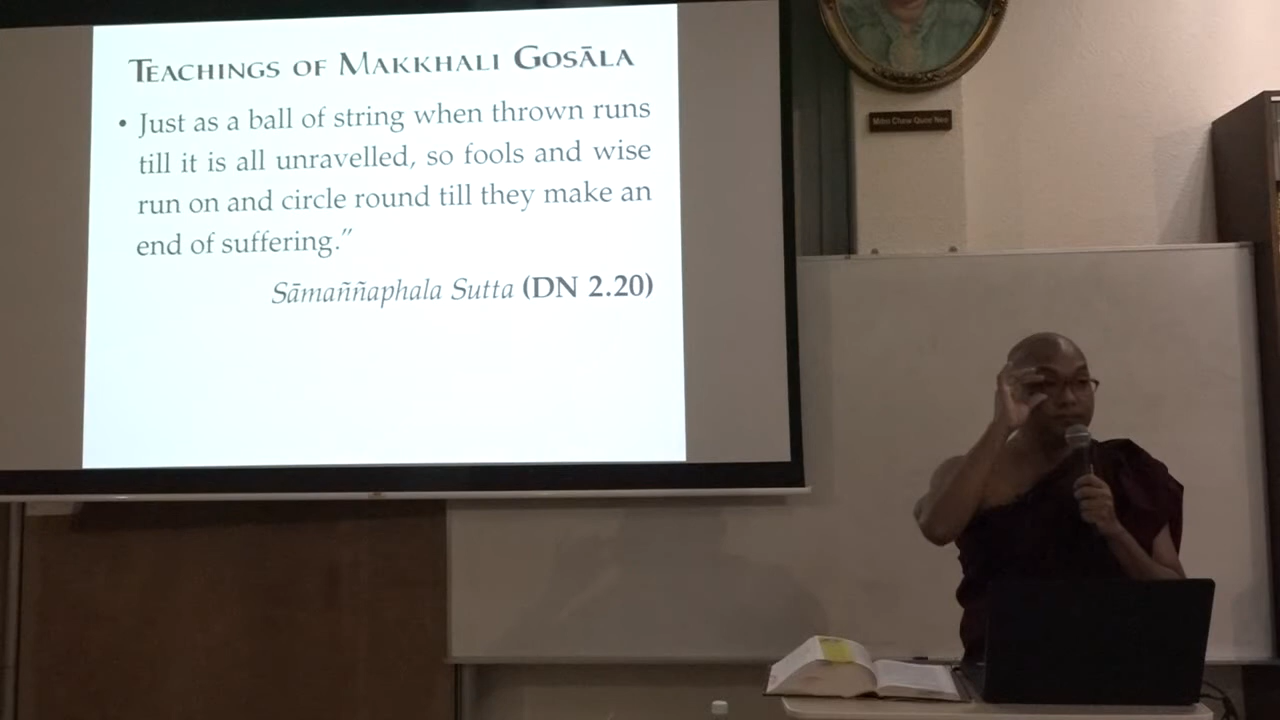 TEACHINGS OF MAKKHALI GOSĀLA
• Just as a ball of string when thrown runs
till it is all unravelled, so fools and wise
run on and circle round till they make an
end of suffering.”
Sāmaññaphala Sutta (DN 2.20)